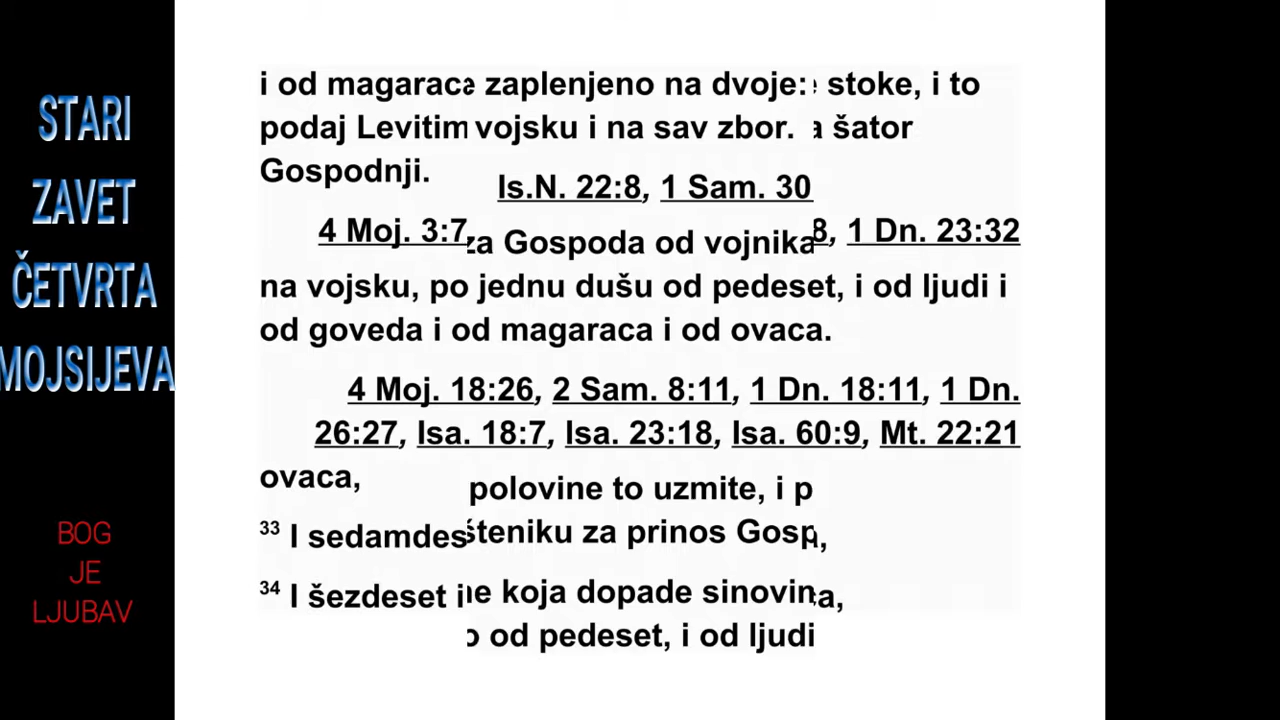 STARI
ZAVET
ČETVRTA
MOJSIJEVA
BOG
JE
LJUBAV
i od magaraca zaplenjeno na dvoje: stoke, i to
podaj Levitim vojsku i na sav zbor. šator
Gospodnji.
Is.N. 22:8, 1 Sam. 30
4 Moj. 3:7, za Gospoda od vojnika 8, 1 Dn. 23:32
na vojsku, po jednu dušu od pedeset, i od ljudi i
od goveda i od magaraca i od ovaca.
4 Moj. 18:26, 2 Sam. 8:11, 1 Dn. 18:11, 1 Dn.
26:27, Isa. 18:7, Isa. 23:18, Isa. 60:9, Mt. 22:21
ovaca,
polovine to uzmite, i p
33 I sedamdes šteniku za prinos Gosp
34 I šezdeset i ne koja dopade sinovin a,
o od pedeset, i od ljudi